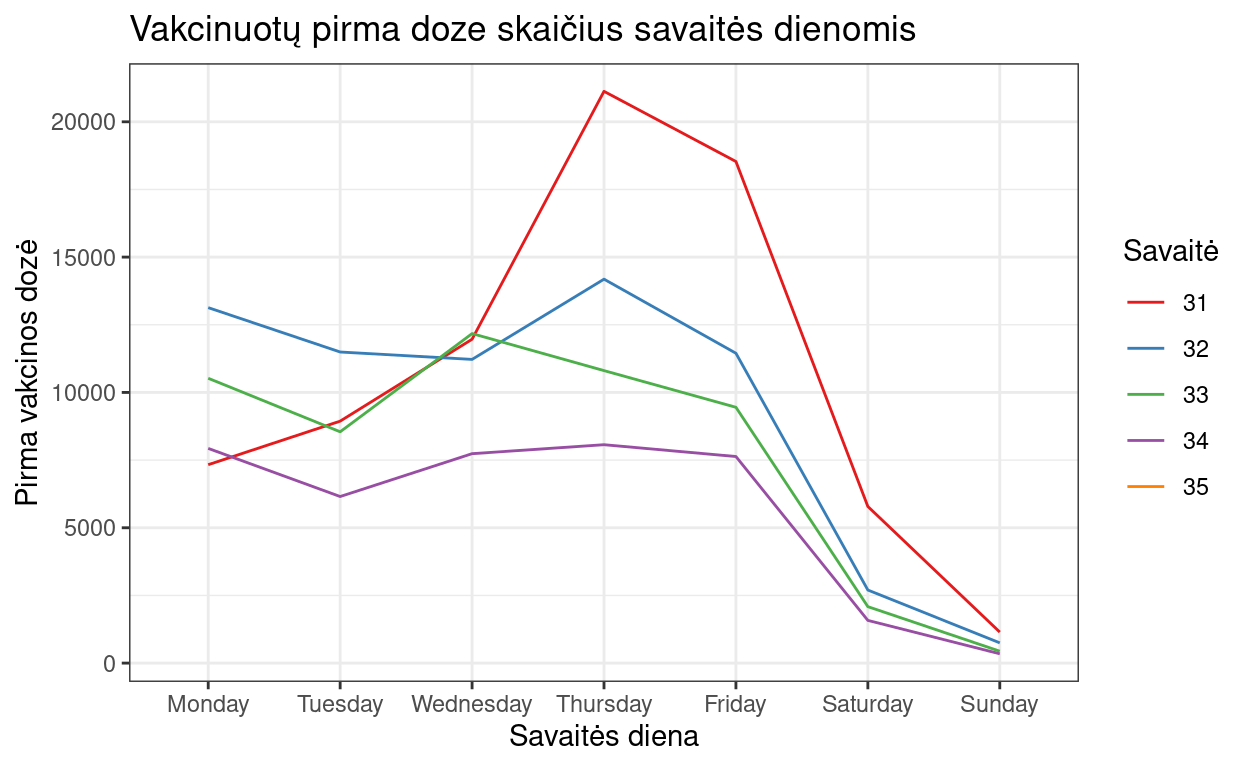 Vakcinuotų pirma doze skaičius savaitės dienomis
Pirma vakcinos dozė
20000
15000
10000
5000
0
Monday Tuesday Wednesday Thursday Friday Saturday Sunday
Savaitės diena
Savaitė
31
32
33
34
35